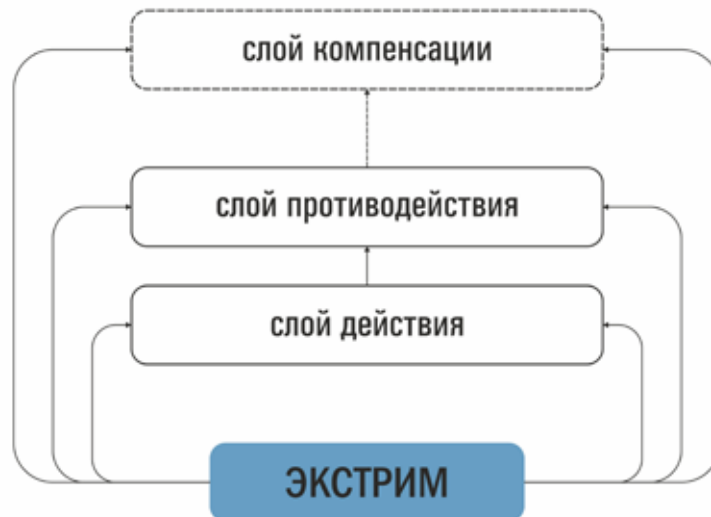 слой компенсации
слой противодействия
слой действия
ЭКСТРИМ